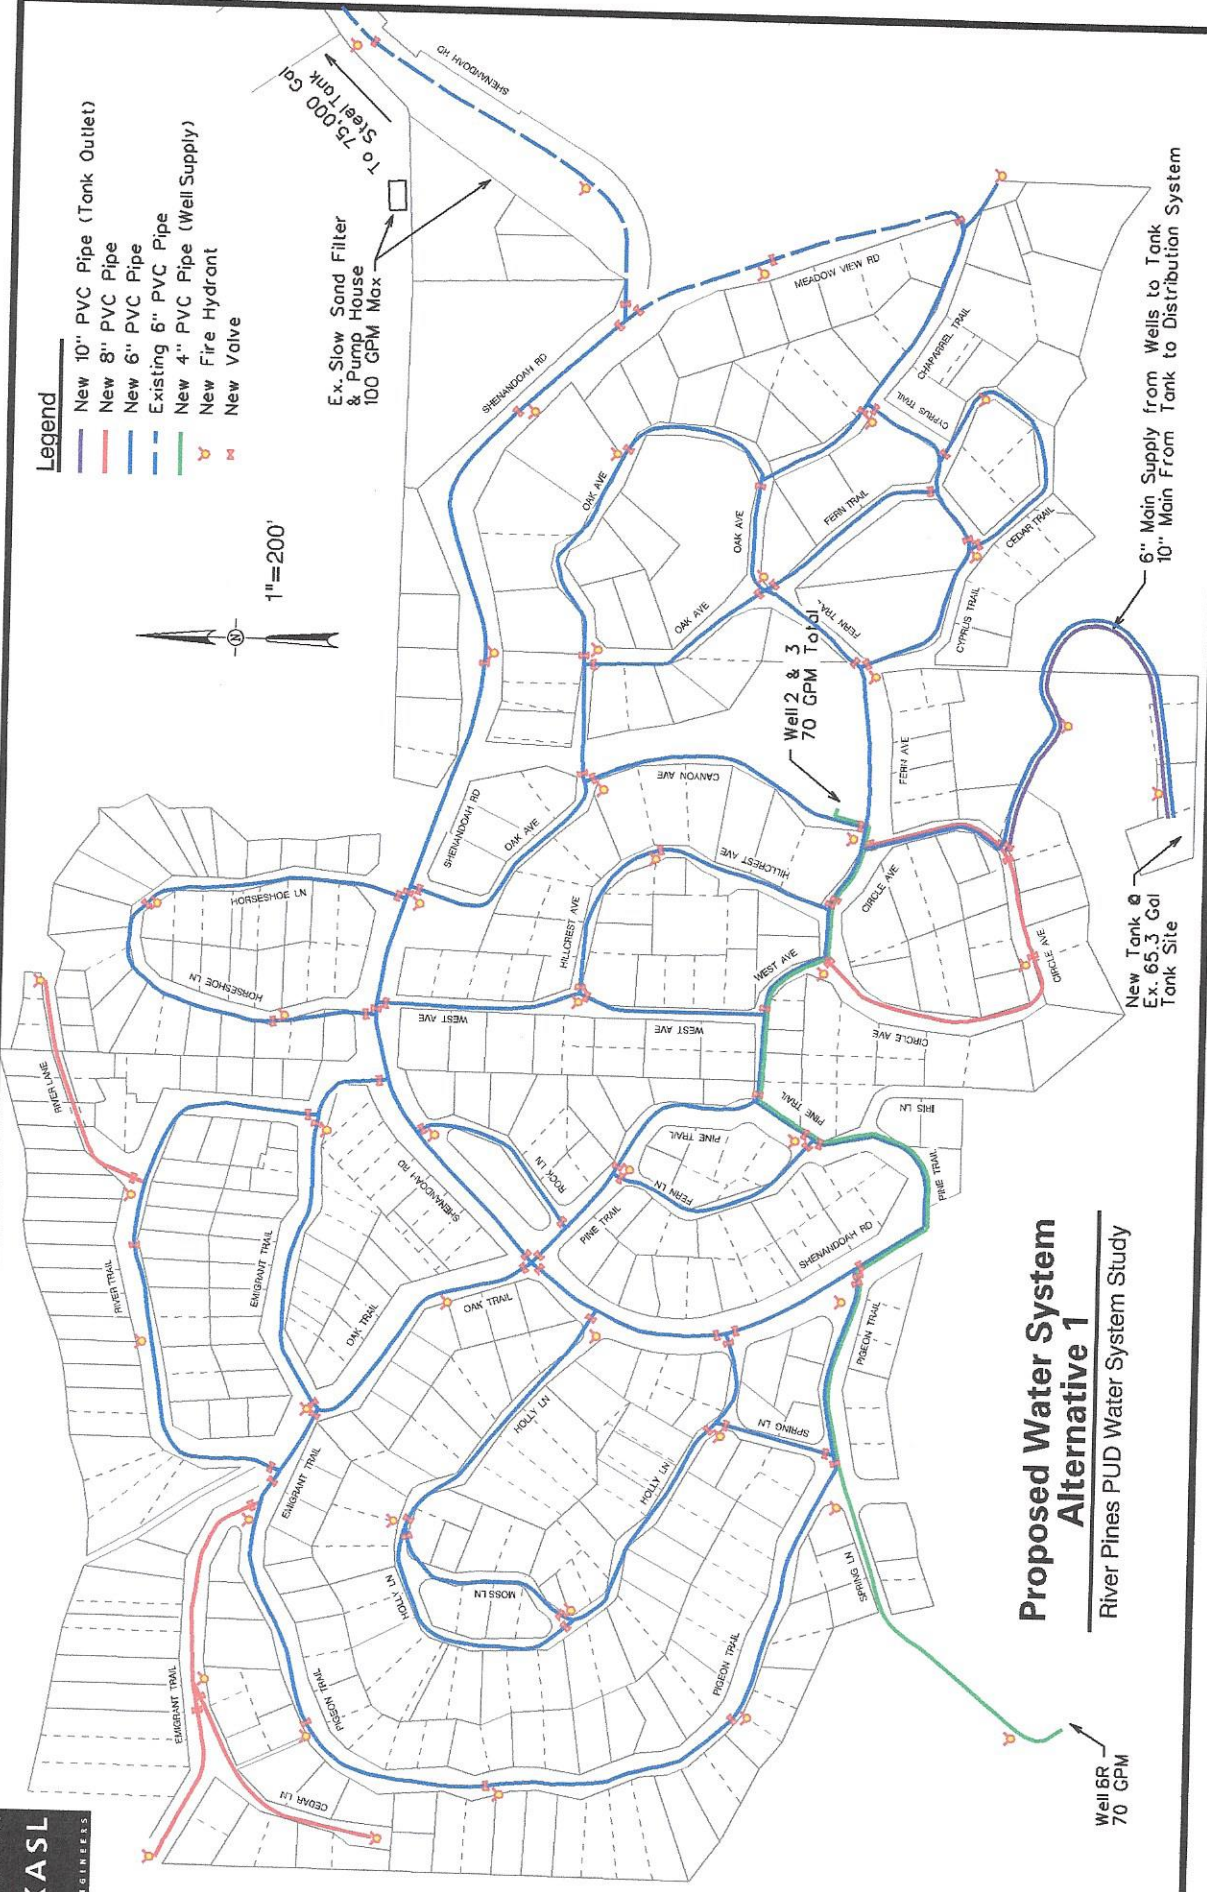 Legend
New 10" PVC Pipe (Tank Outlet)
New 8" PVC Pipe
New 6" PVC Pipe
Existing 6" PVC Pipe
New 4" PVC Pipe (Well Supply)
New Fire Hydrant
New Valve
N
1"=200'
To 75,000 Gal
Steel Tank
Ex. Slow Sand Filter
& Pump House
100 GPM Max
SHENANDOAH RD
SHENANDOAH RD
MEADOW VIEW RD
CHAPARREL TRAIL
CYPRUS TRAIL
OAK AVE
OAK AVE
OAK AVE
FERN TRAIL
FERN TRAIL
CEDAR TRAIL
CYPRUS TRAIL
Well 2 & 3
70 GPM Total
FERN AVE
CANYON AVE
SHENANDOAH RD
OAK AVE
HILLCREST AVE
HILLCREST AVE
HORSESHOE LN
HORSESHOE LN
WEST AVE
WEST AVE
WEST AVE
CIRCLE AVE
CIRCLE AVE
CIRCLE AVE
6" Main Supply from Wells to Tank
10" Main From Tank to Distribution System
New Tank @
Ex. 65.3 Gal
Tank Site
RIVER LANE
RIVER TRAIL
EMIGRANT TRAIL
SHENANDOAH RD
ROCK LN
PINE TRAIL
PINE TRAIL
IRIS LN
PINE TRAIL
FERN LN
PINE TRAIL
SHENANDOAH RD
OAK TRAIL
OAK TRAIL
PIGEON TRAIL
HOLLY LN
SPRING LN
EMIGRANT TRAIL
HOLLY LN
HOLLY LN
MOSS LN
SPRING LN
PIGEON TRAIL
PIGEON TRAIL
EMIGRANT TRAIL
CEDAR LN
Well 6R
70 GPM
Proposed Water System
Alternative 1
River Pines PUD Water System Study
KASL